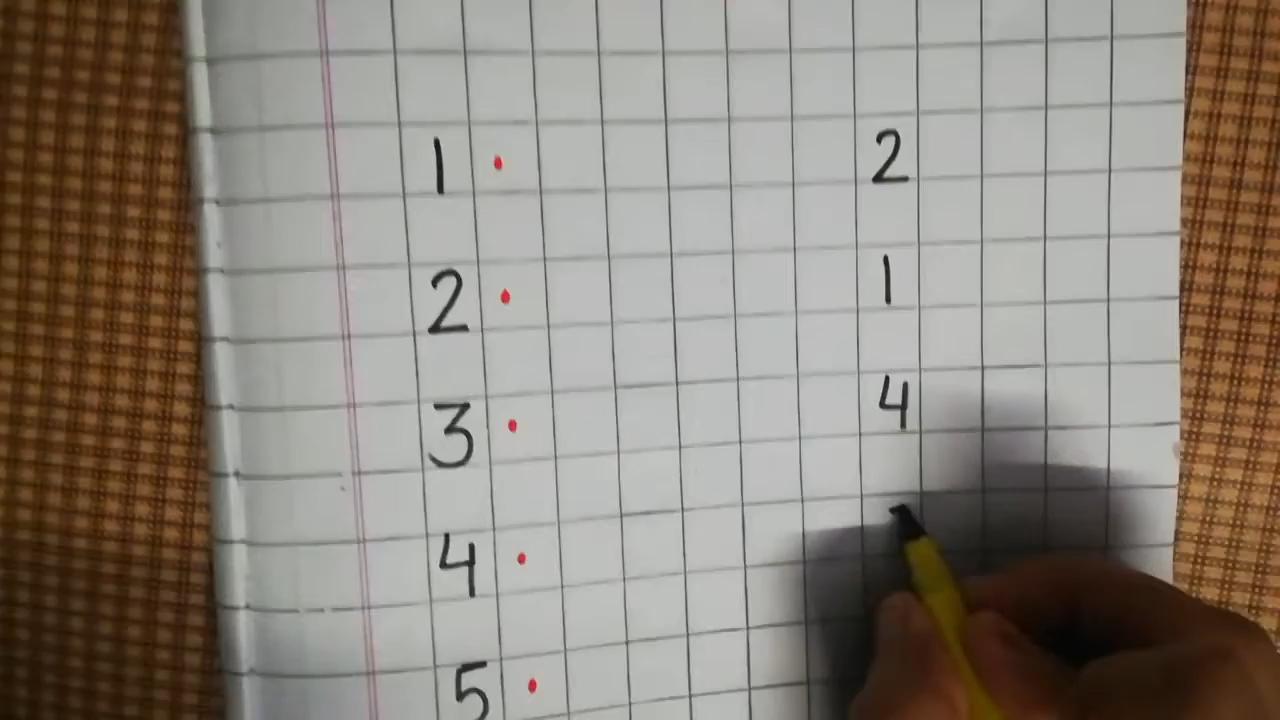 1 . 2
2 . 1
3 . 4
4 .
5 .